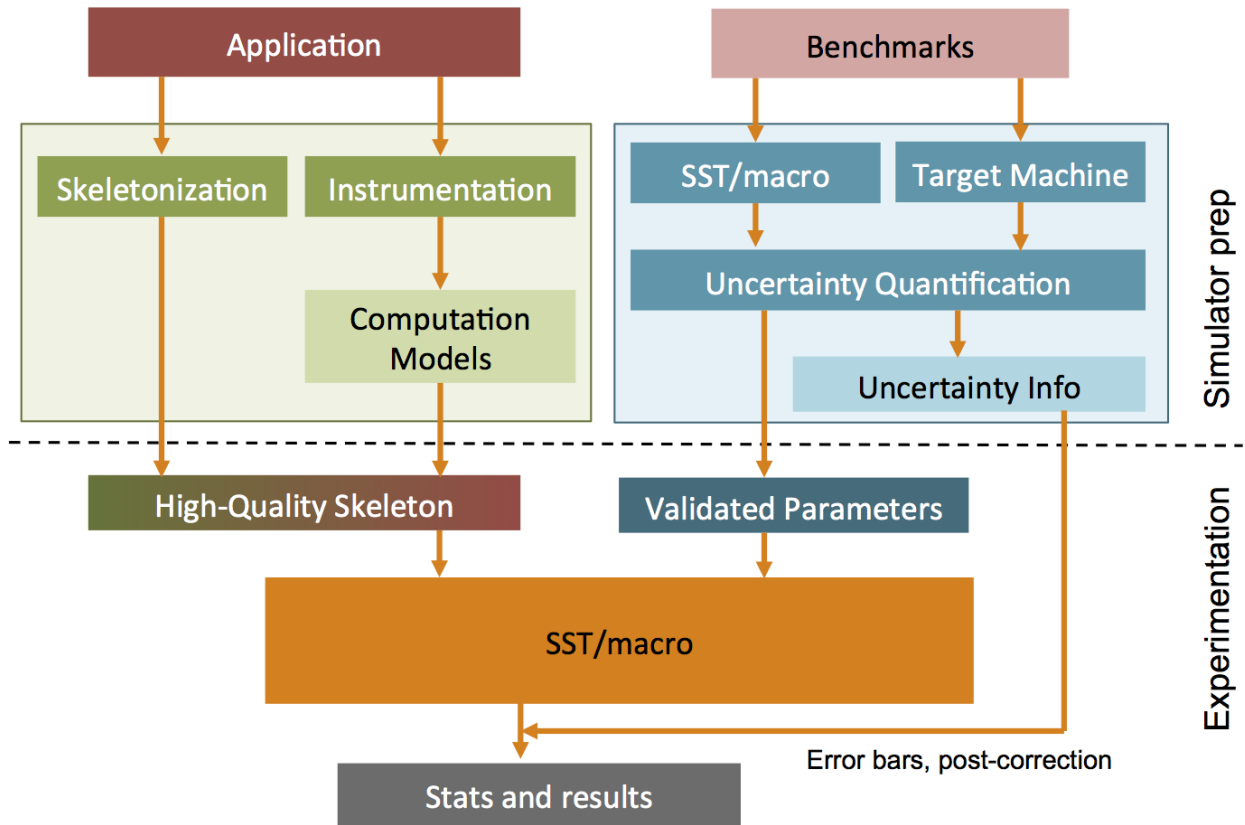 Application
Benchmarks
Skeletonization
Instrumentation
SST/macro
Target Machine
Uncertainty Quantification
Computation
Models
Uncertainty Info
Simulator prep
High-Quality Skeleton
Validated Parameters
SST/macro
Experimentation
Error bars, post-correction
Stats and results